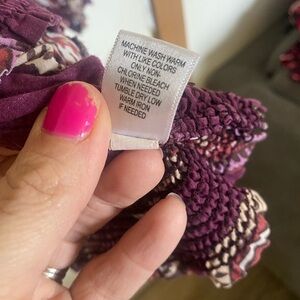 MACHINE WASH WARM
WITH LIKE COLORS
ONLY NON-
CHLORINE BLEACH
WHEN NEEDED
TUMBLE DRY LOW
WARM IRON
IF NEEDED